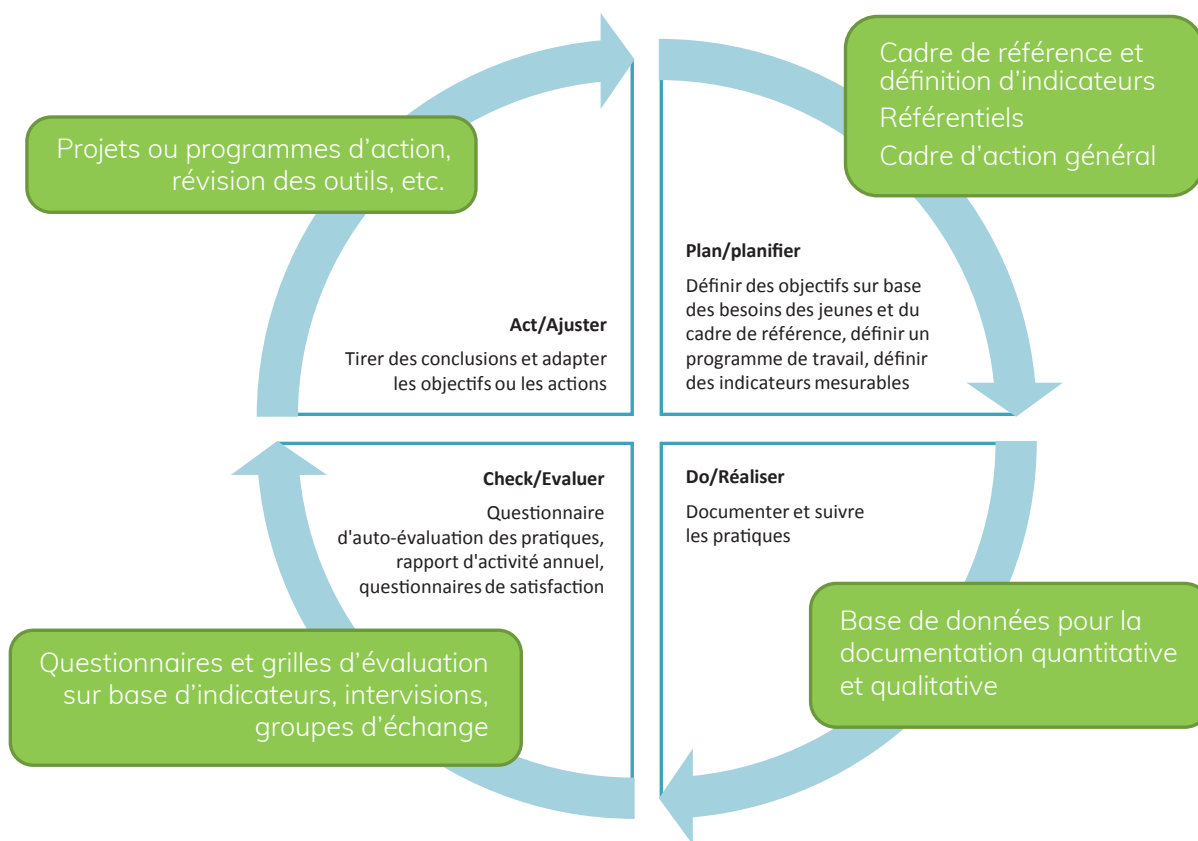 Cadre de référence et
définition d’indicateurs
Référentiels
Cadre d’action général
Projets ou programmes d’action,
révision des outils, etc.
Plan/planifier
Définir des objectifs sur base
des besoins des jeunes et du
cadre de référence, définir un
programme de travail, définir
des indicateurs mesurables
Act/Ajuster
Tirer des conclusions et adapter
les objectifs ou les actions
Check/Evaluer
Questionnaire
d'auto-évaluation des pratiques,
rapport d'activité annuel,
questionnaires de satisfaction
Do/Réaliser
Documenter et suivre
les pratiques
Base de données pour la
documentation quantitative
et qualitative
Questionnaires et grilles d’évaluation
sur base d’indicateurs, intervisions,
groupes d’échange